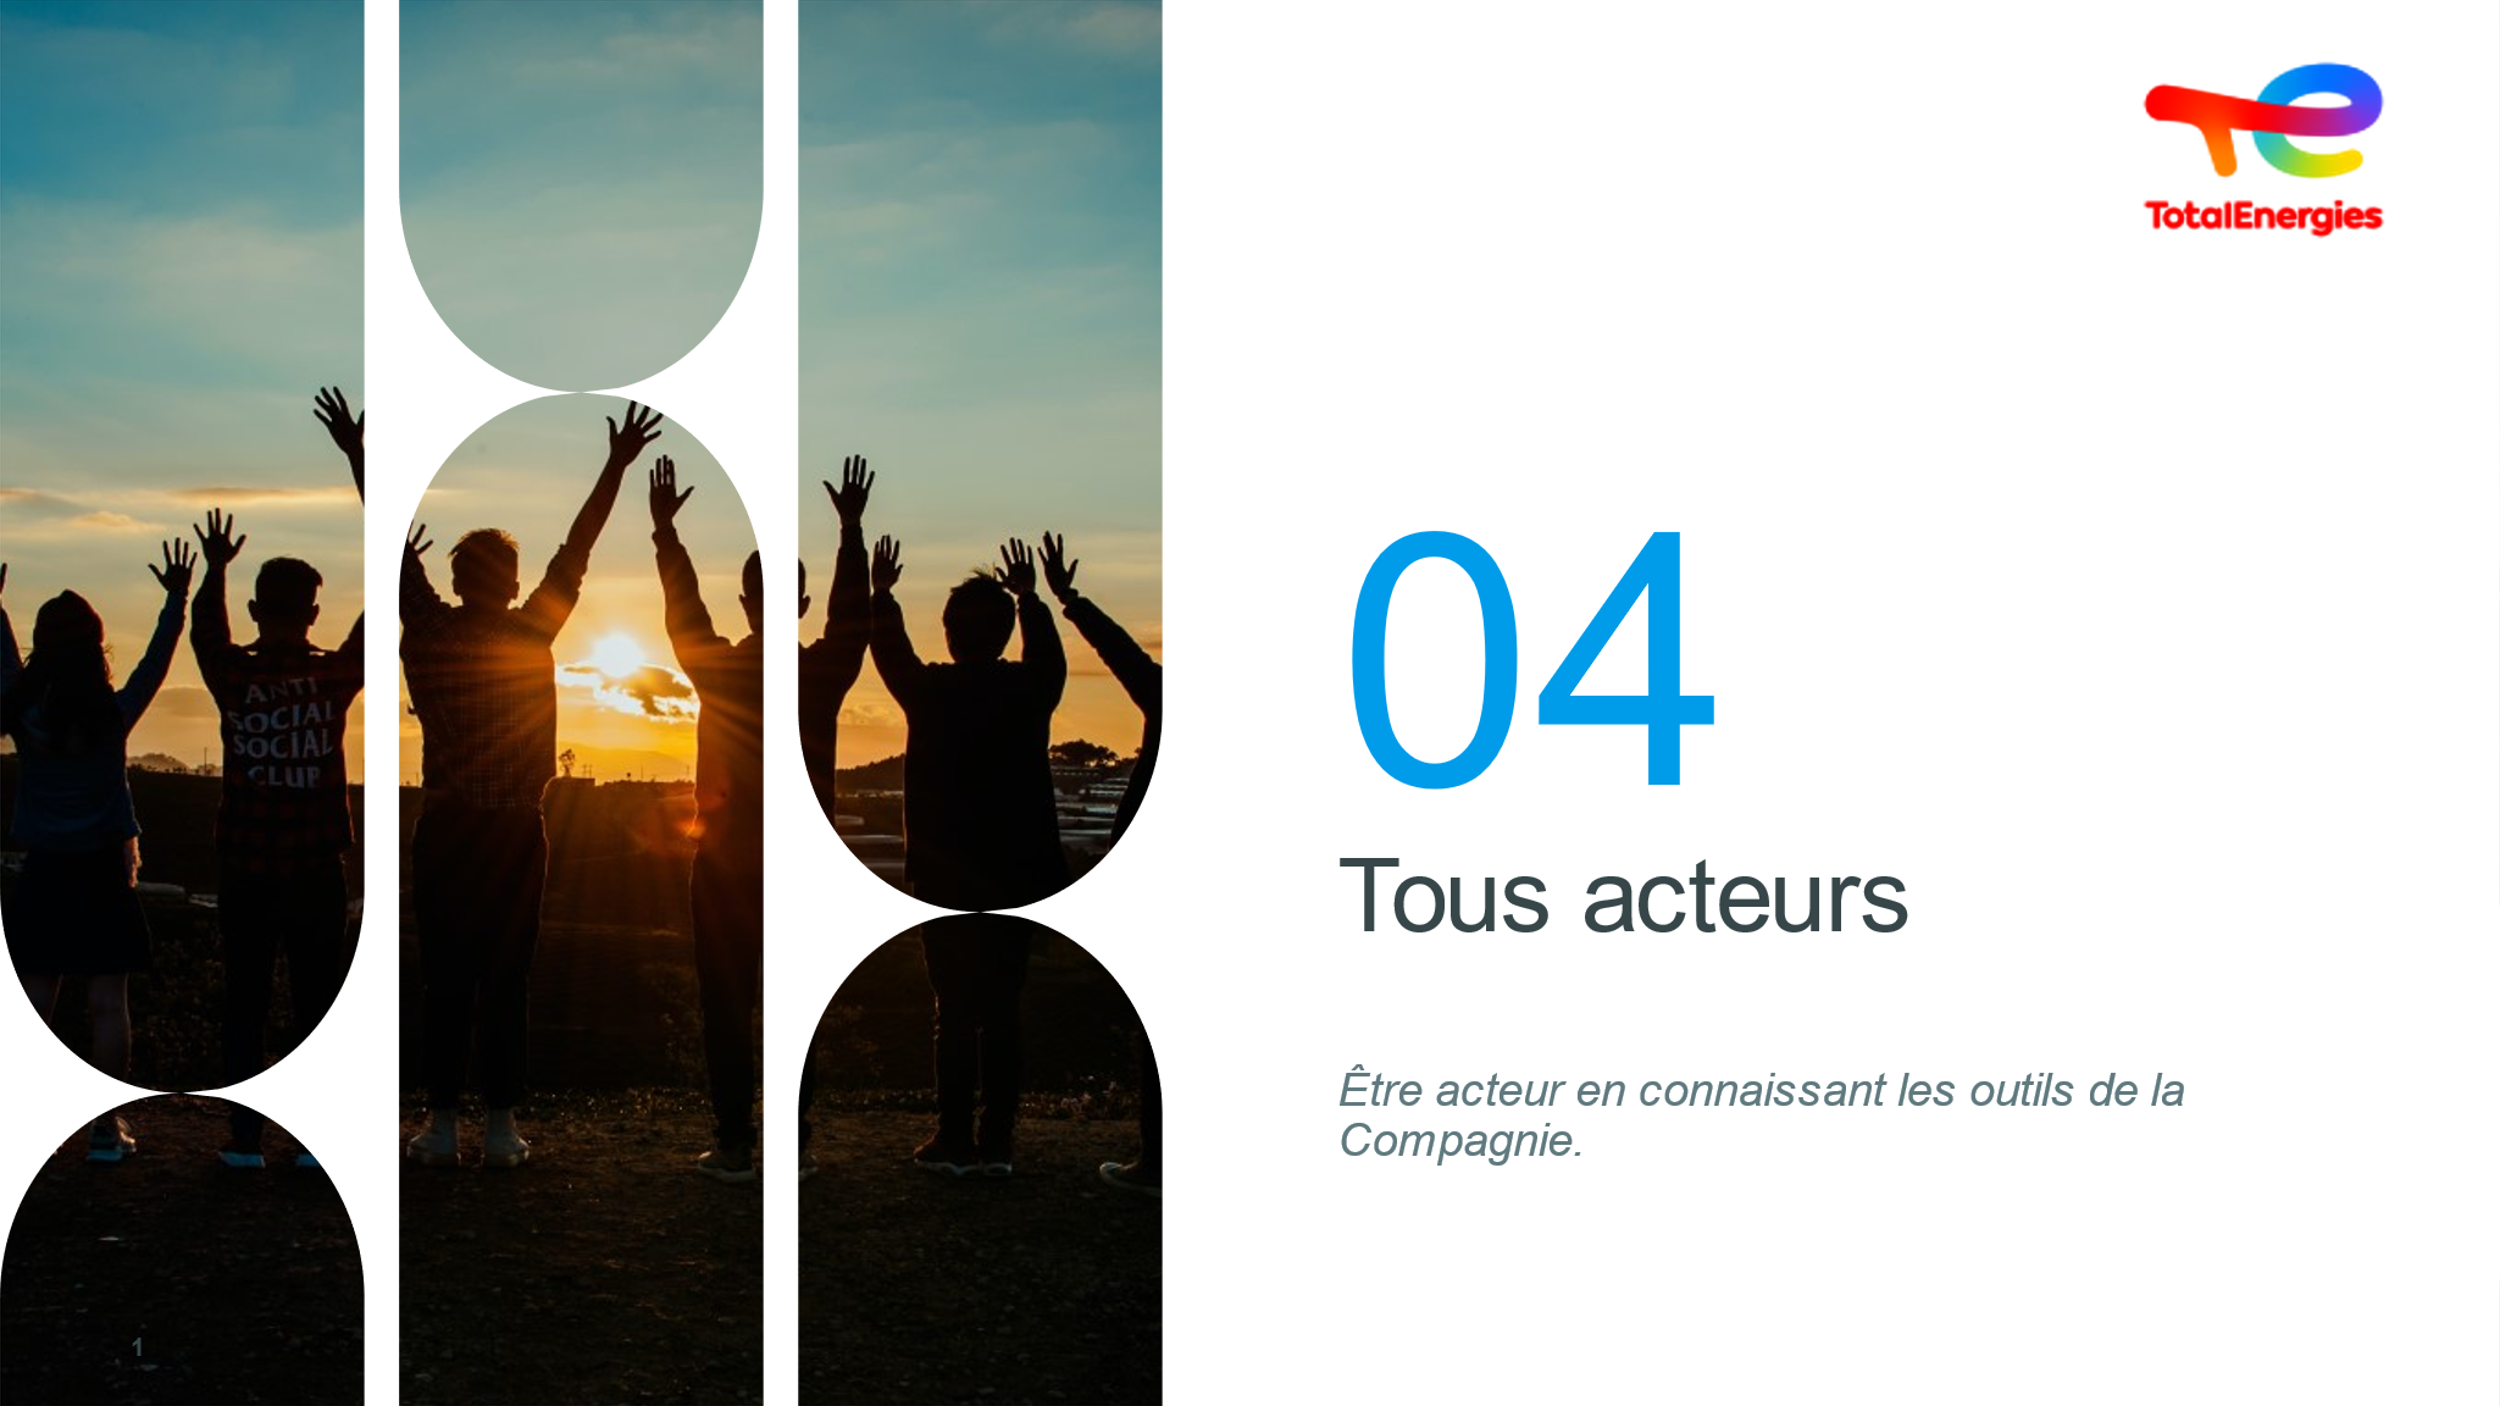 TotalEnergies
ANTI
SOCIAL
SOCIAL
CLUB
04
Tous acteurs
Être acteur en connaissant les outils de la
Compagnie.
1